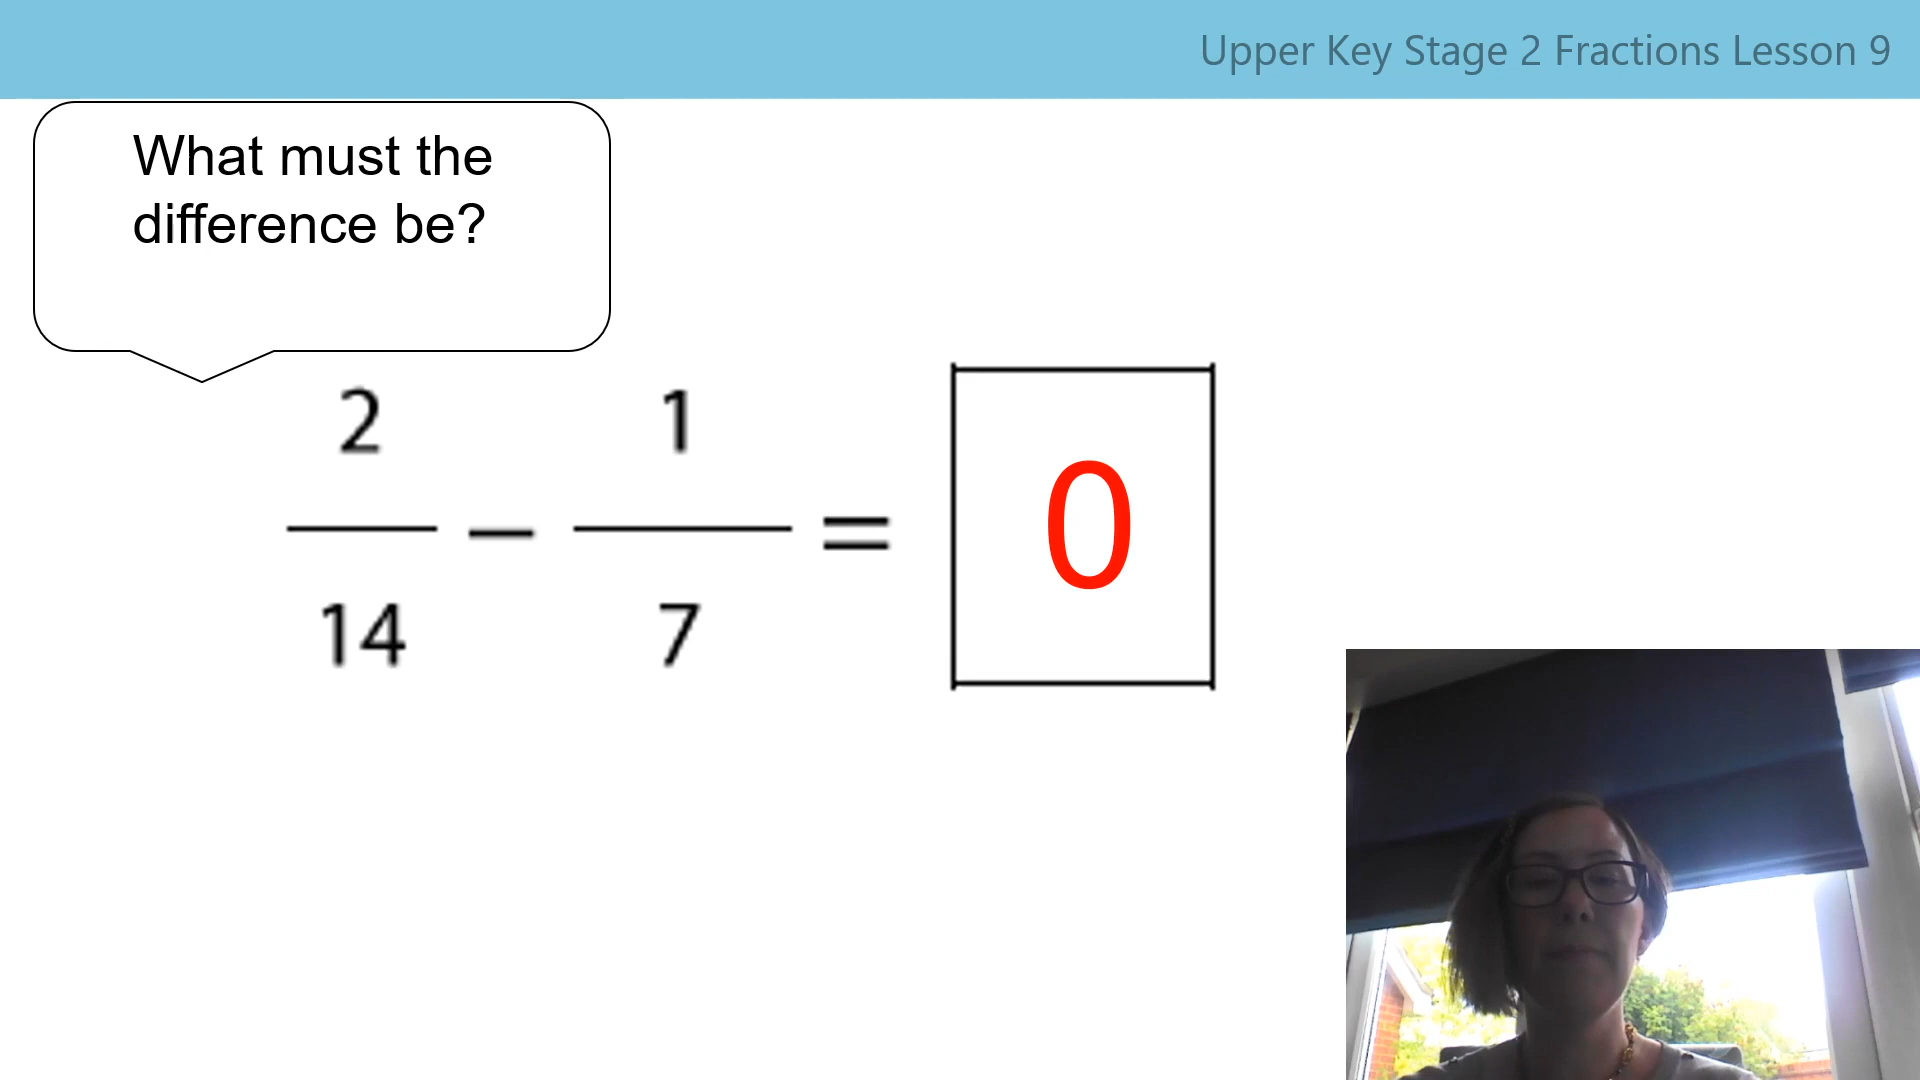 Upper Key Stage 2 Fractions Lesson 9
What must the
difference be?
2 1
— – — = 0
14 7